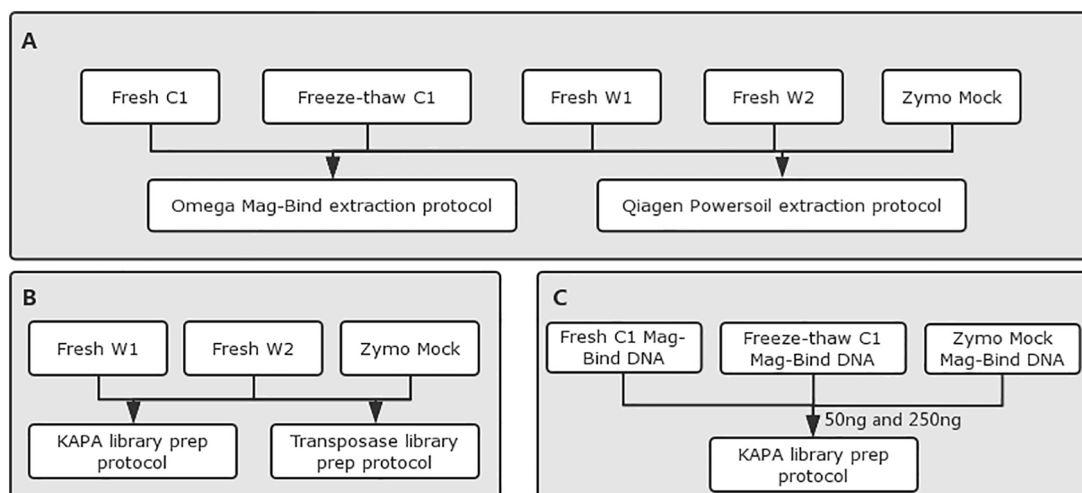 A
Fresh C1
Freeze-thaw C1
Fresh W1
Fresh W2
Zymo Mock
Omega Mag-Bind extraction protocol
Qiagen Powersoil extraction protocol
B
Fresh W1
Fresh W2
Zymo Mock
KAPA library prep
protocol
Transposase library
prep protocol
C
Fresh C1 Mag-
Bind DNA
Freeze-thaw C1
Mag-Bind DNA
Zymo Mock
Mag-Bind DNA
50ng and 250ng
KAPA library prep
protocol